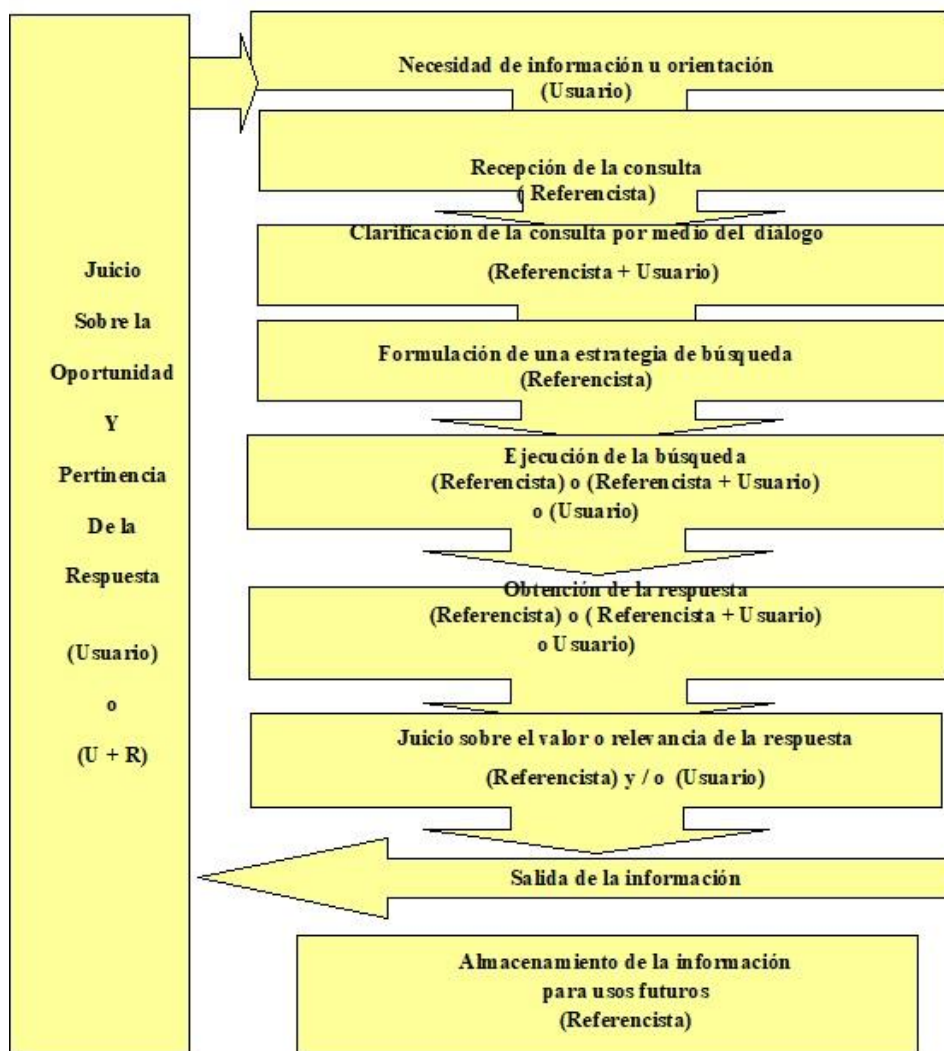 Juicio
Sobre la
Oportunidad
Y
Pertinencia
De la
Respuesta
(Usuario)
o
(U + R)
Necesidad de información u orientación
(Usuario)
Recepción de la consulta
( Referencista)
Clarificación de la consulta por medio del diálogo
(Referencista + Usuario)
Formulación de una estrategia de búsqueda
(Referencista)
Ejecución de la búsqueda
(Referencista) o (Referencista + Usuario)
o (Usuario)
Obtención de la respuesta
(Referencista) o ( Referencista + Usuario)
o Usuario)
Juicio sobre el valor o relevancia de la respuesta
(Referencista) y / o (Usuario)
Salida de la información
Almacenamiento de la información
para usos futuros
(Referencista)